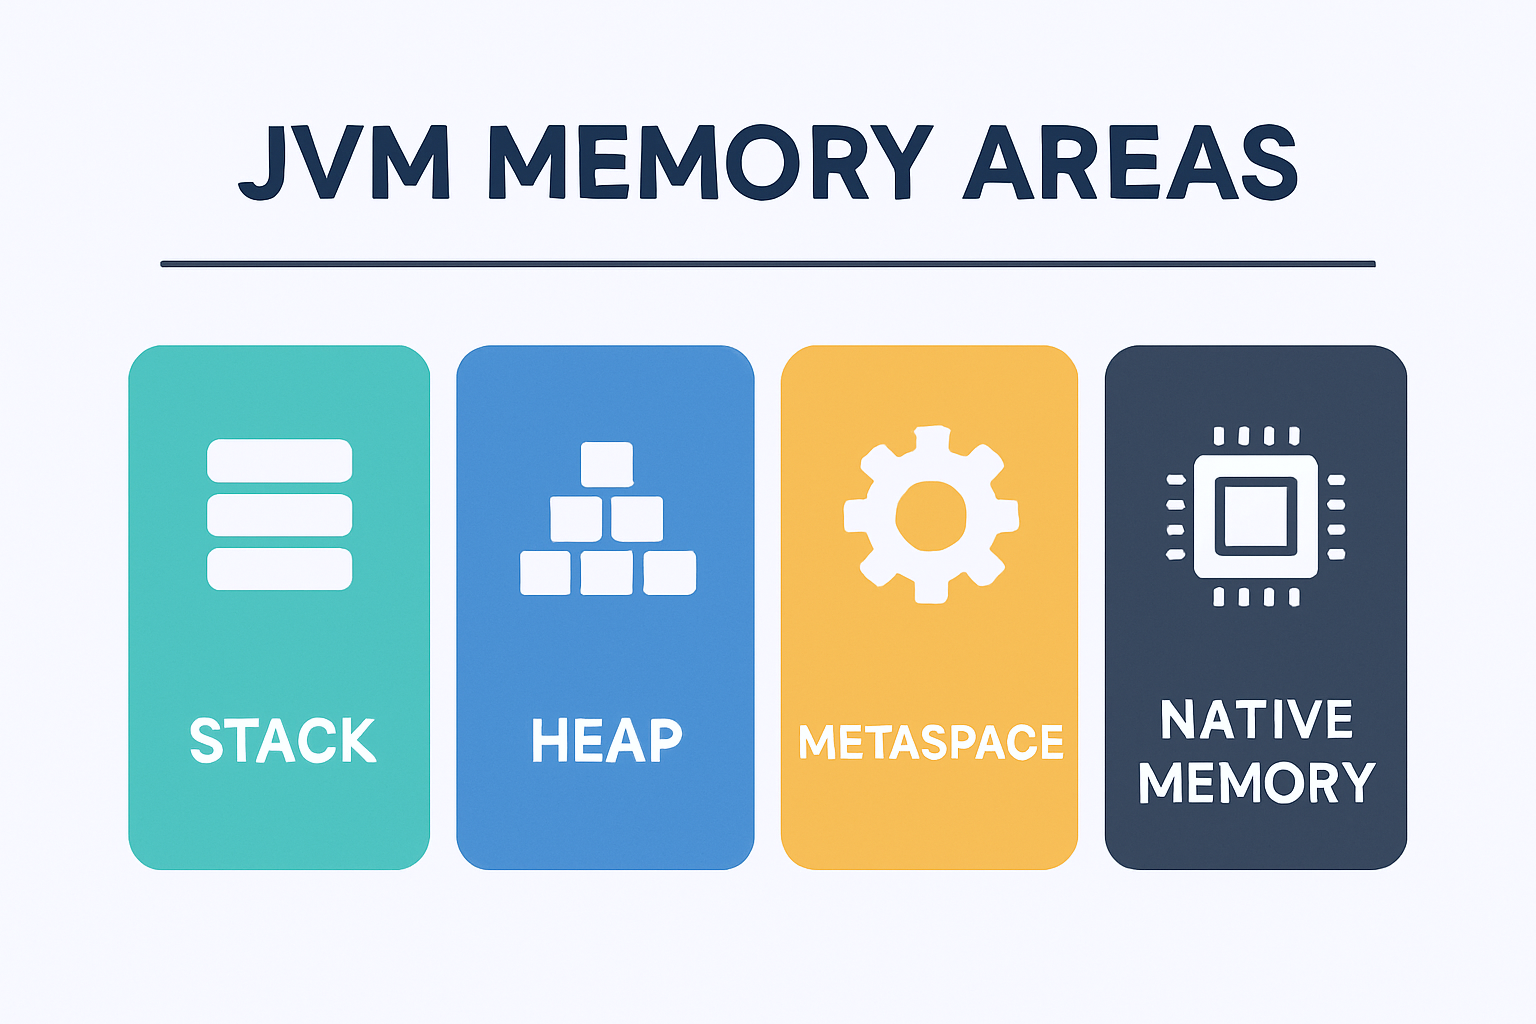 JVM MEMORY AREAS
STACK
HEAP
METASPACE
NATIVE
MEMORY